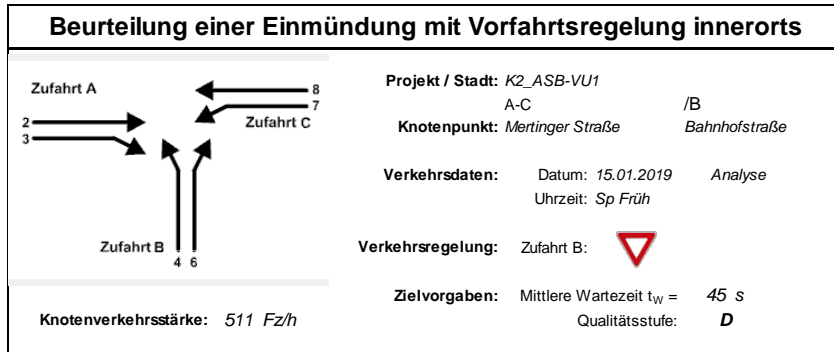 Beurteilung einer Einmündung mit Vorfahrtsregelung innerorts
Zufahrt A
8
7
Zufahrt C
2
3
Zufahrt B
4 6
Knotenverkehrsstärke: 511 Fz/h
Projekt / Stadt: K2_ASB-VU1
A-C /B
Knotenpunkt: Mertinger Straße Bahnhofstraße
Verkehrsdaten: Datum: 15.01.2019 Analyse
Uhrzeit: Sp Früh
Verkehrsregelung: Zufahrt B:
Zielvorgaben: Mittlere Wartezeit tW = 45 s
Qualitätsstufe: D